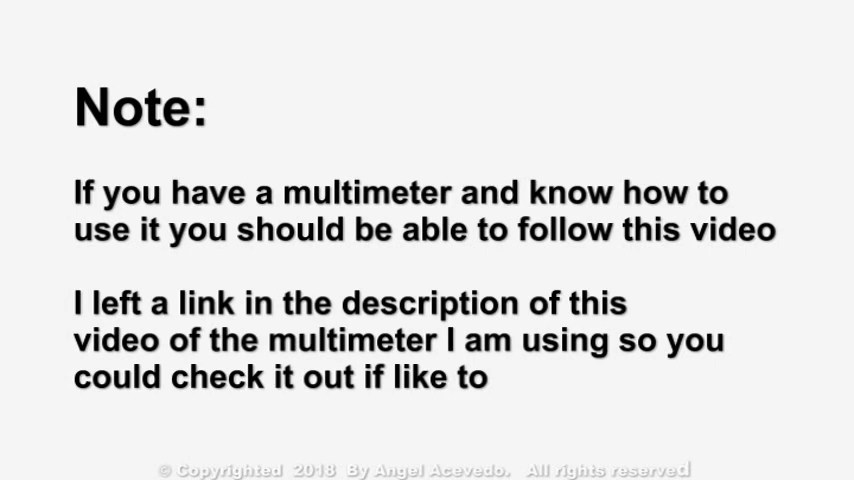 Note:
If you have a multimeter and know how to
use it you should be able to follow this video
I left a link in the description of this
video of the multimeter I am using so you
could check it out if like to
© Copyrighted 2018 By Angel Acevedo. All rights reserved